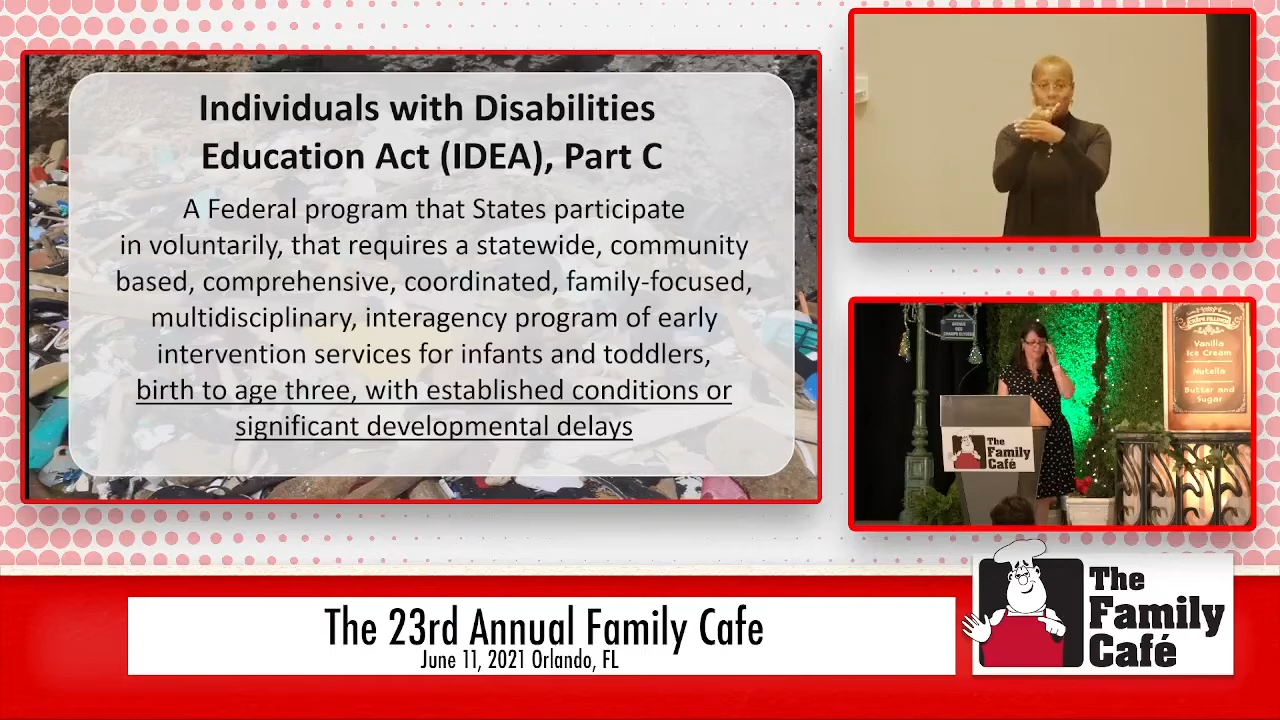 Individuals with Disabilities
Education Act (IDEA), Part C
A Federal program that States participate
in voluntarily, that requires a statewide, community
based, comprehensive, coordinated, family-focused,
multidisciplinary, interagency program of early
intervention services for infants and toddlers,
birth to age three, with established conditions or
significant developmental delays
Vanilla
Ice Cream
Nutella
Butter and
Sugar
The
Family
Café
The 23rd Annual Family Cafe
June 11, 2021 Orlando, FL
The
Family
Café